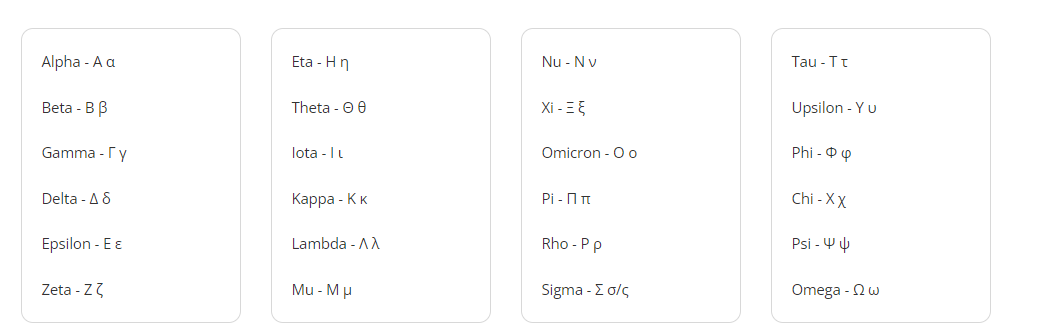 Alpha - Α α
Beta - Β β
Gamma - Γ γ
Delta - Δ δ
Epsilon - Ε ε
Zeta - Ζ ζ
Eta - Η η
Theta - Θ θ
Iota - Ι ι
Kappa - Κ κ
Lambda - Λ λ
Mu - Μ μ
Nu - Ν ν
Xi - Ξ ξ
Omicron - Ο ο
Pi - Π π
Rho - Ρ ρ
Sigma - Σ σ/ς
Tau - Τ τ
Upsilon - Υ υ
Phi - Φ φ
Chi - Χ χ
Psi - Ψ ψ
Omega - Ω ω